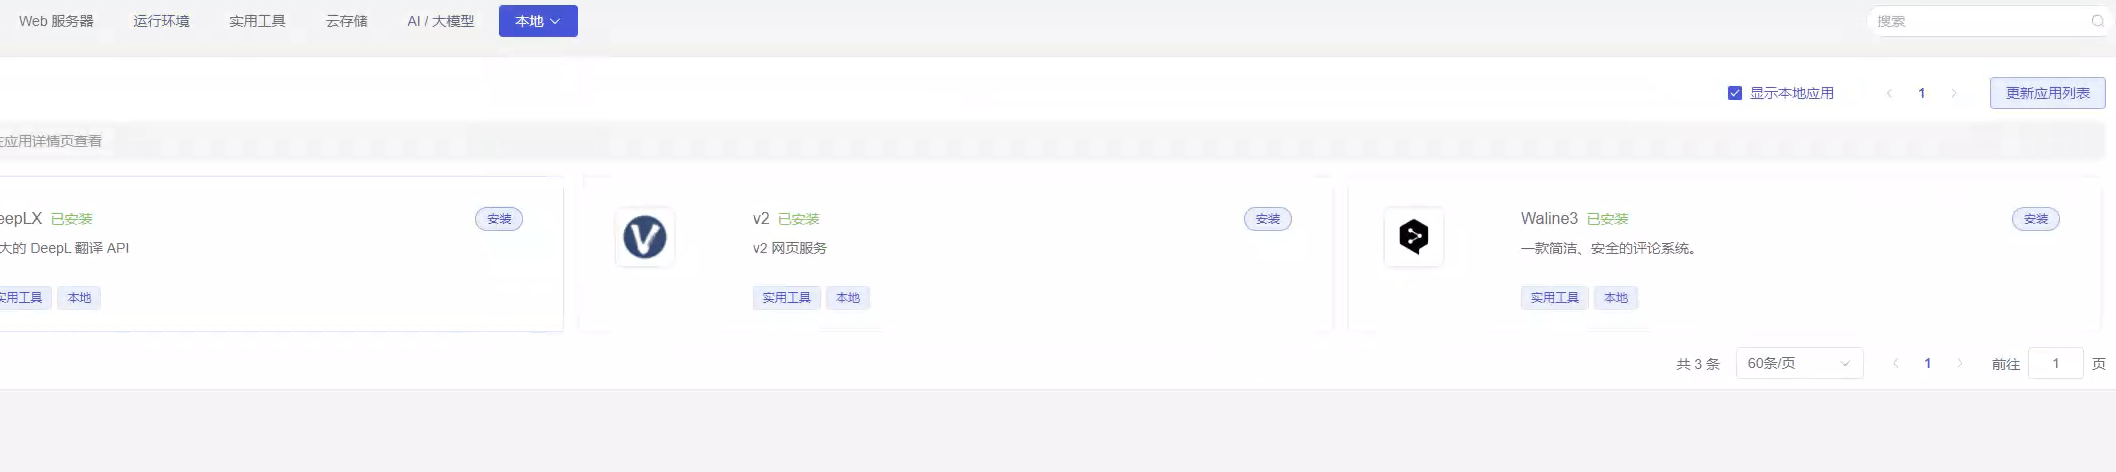 Web 服务器 运行环境 实用工具 云存储 AI / 大模型 本地 搜索
显示本地应用 1 更新应用列表
应用详情页查看
eepLX 已安装 安装
大的 DeepL 翻译 API
实用工具 本地
v2 已安装 安装
v2 网页服务
实用工具 本地
Waline3 已安装 安装
一款简洁、安全的评论系统。
实用工具 本地
共 3 条 60条/页 1 前往 1 页